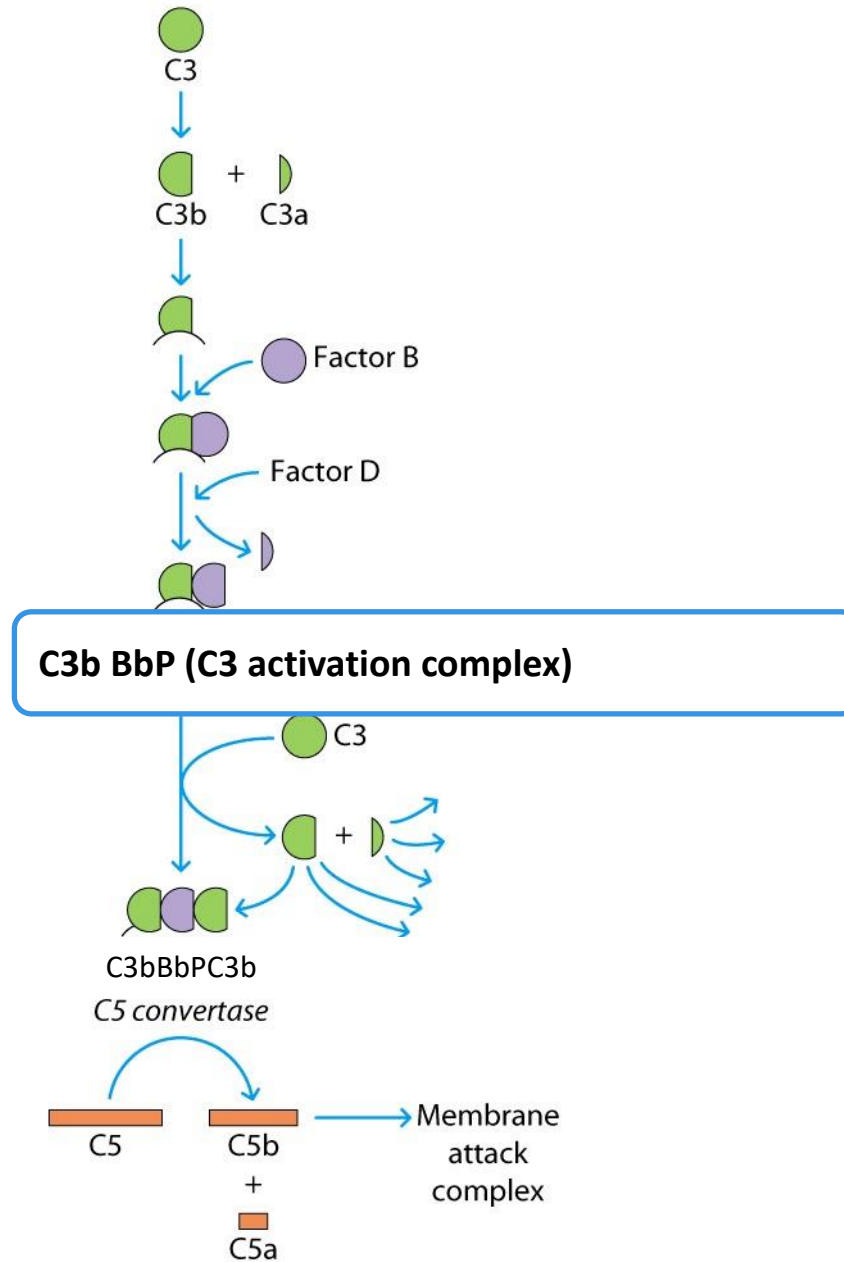 C3
C3b + C3a
Factor B
Factor D
C3b BbP (C3 activation complex)
C3
+
C3bBbPC3b
C5 convertase
C5 C5b Membrane
attack
complex
+
C5a